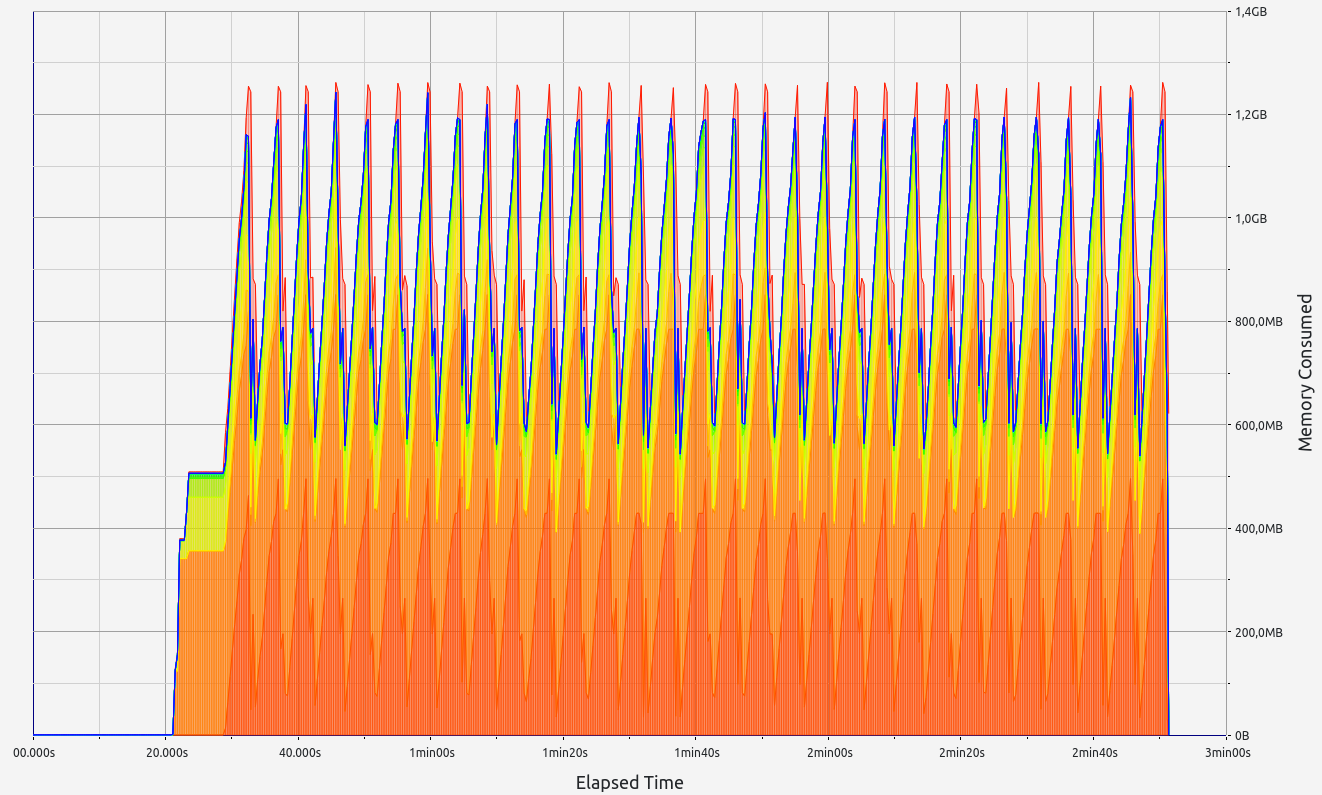 1,4GB
1,2GB
1,0GB
800,0MB
600,0MB
400,0MB
200,0MB
0B
Memory Consumed
00.000s 20.000s 40.000s 1min00s 1min20s 1min40s 2min00s 2min20s 2min40s 3min00s
Elapsed Time